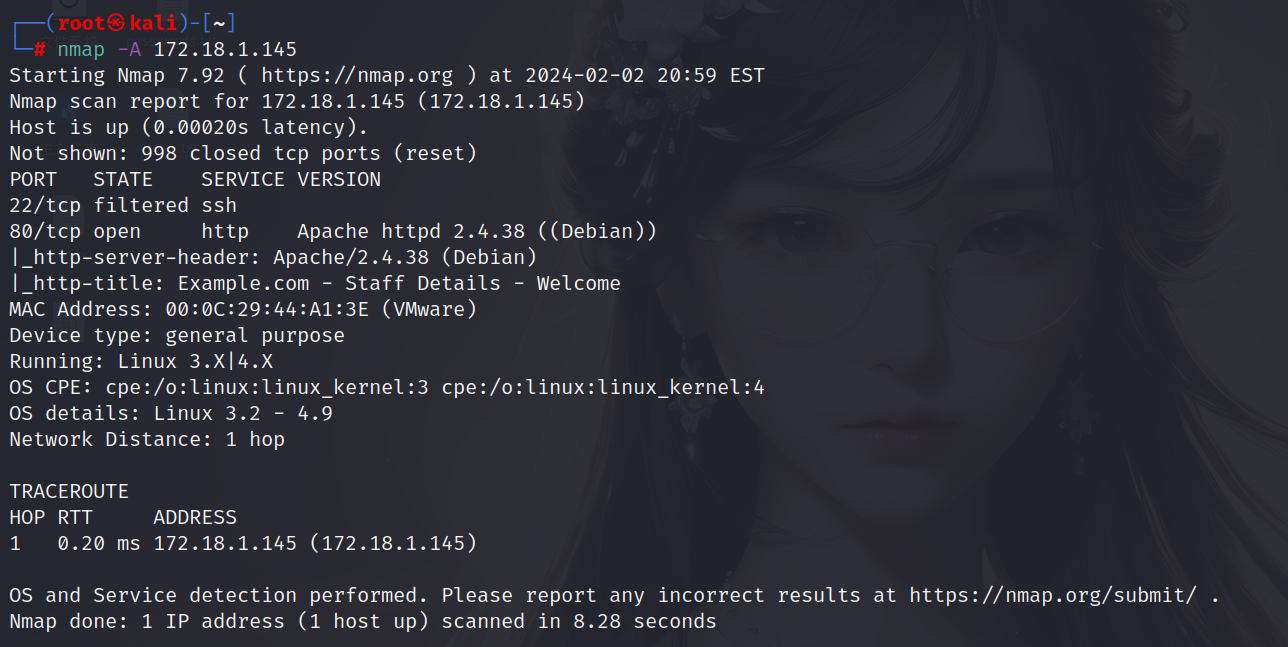 ┌──(root㉿kali)-[~]
└─# nmap -A 172.18.1.145
Starting Nmap 7.92 ( https://nmap.org ) at 2024-02-02 20:59 EST
Nmap scan report for 172.18.1.145 (172.18.1.145)
Host is up (0.00020s latency).
Not shown: 998 closed tcp ports (reset)
PORT   STATE    SERVICE VERSION
22/tcp filtered ssh
80/tcp open     http    Apache httpd 2.4.38 ((Debian))
|_http-server-header: Apache/2.4.38 (Debian)
|_http-title: Example.com - Staff Details - Welcome
MAC Address: 00:0C:29:44:A1:3E (VMware)
Device type: general purpose
Running: Linux 3.X|4.X
OS CPE: cpe:/o:linux:linux_kernel:3 cpe:/o:linux:linux_kernel:4
OS details: Linux 3.2 - 4.9
Network Distance: 1 hop
TRACEROUTE
HOP RTT     ADDRESS
1   0.20 ms 172.18.1.145 (172.18.1.145)
OS and Service detection performed. Please report any incorrect results at https://nmap.org/submit/ .
Nmap done: 1 IP address (1 host up) scanned in 8.28 seconds